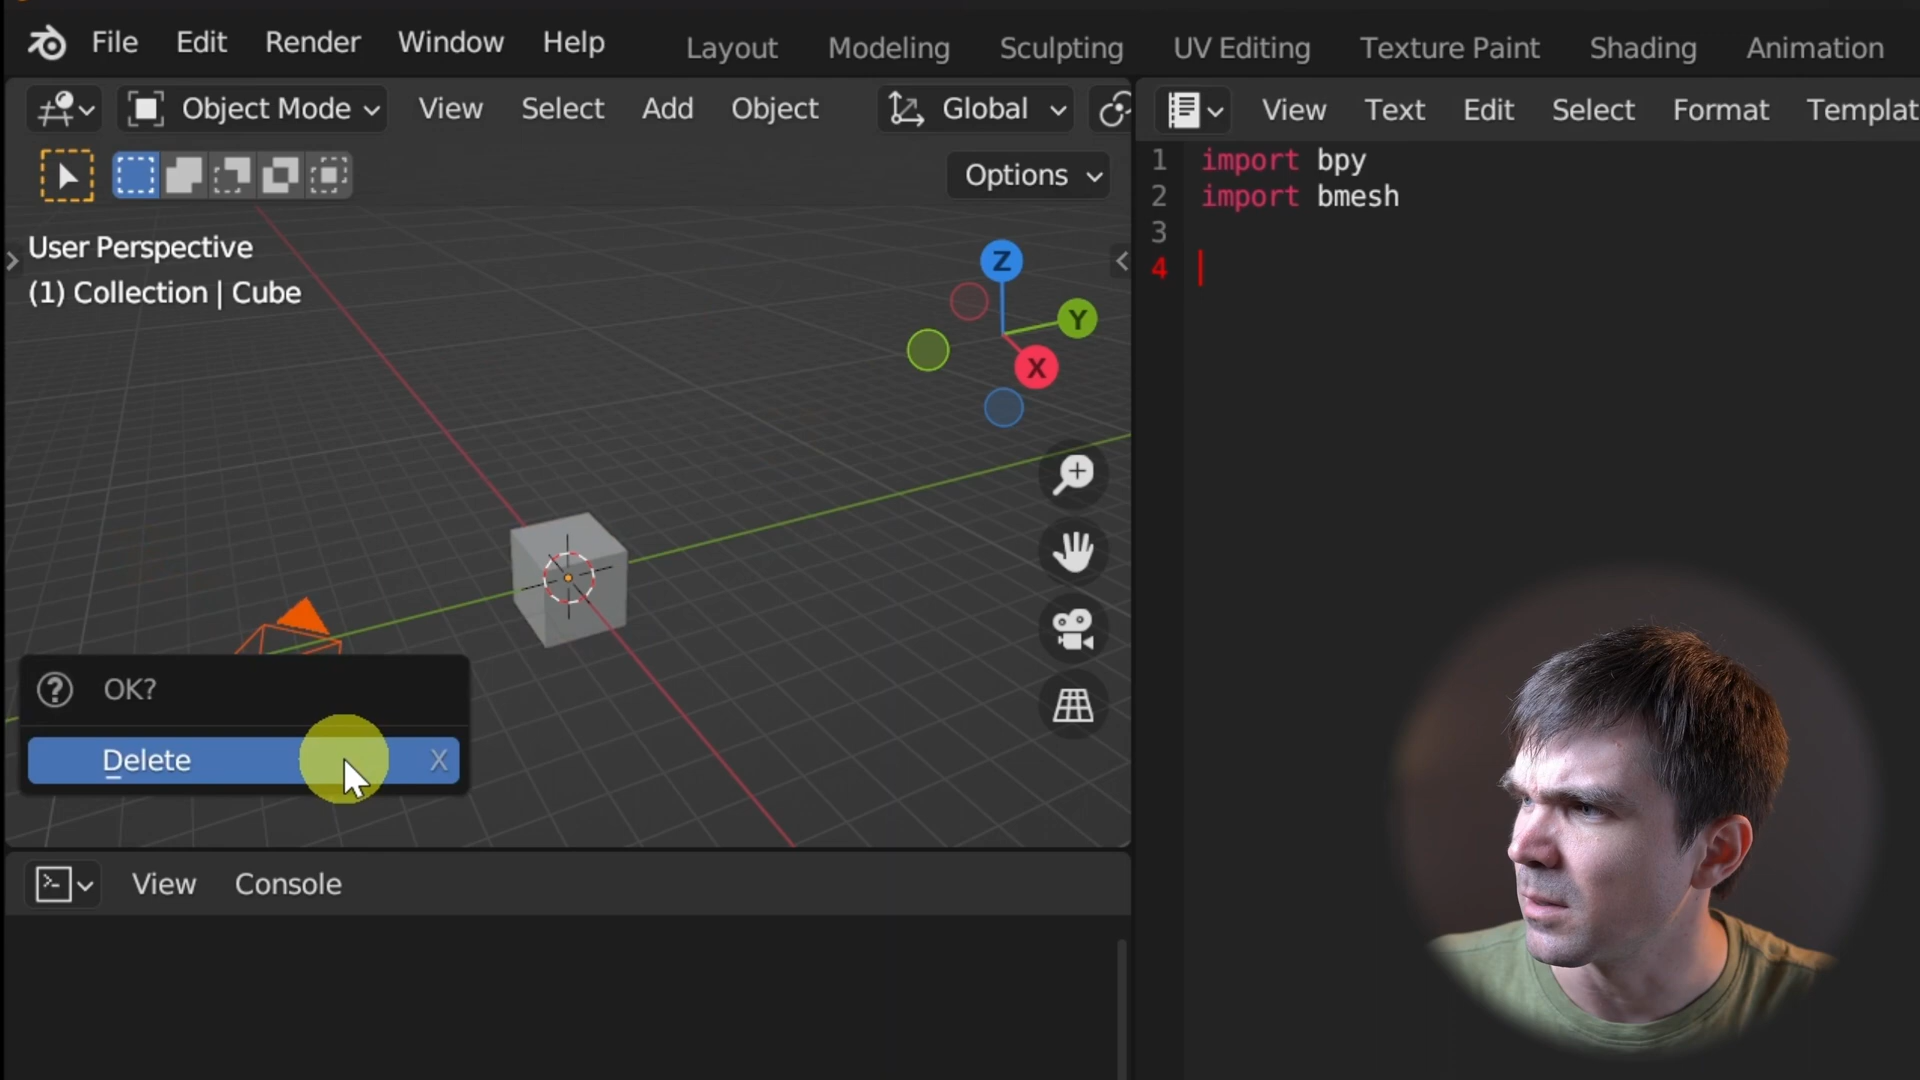 File Edit Render Window Help Layout Modeling Sculpting UV Editing Texture Paint Shading Animation
Object Mode View Select Add Object Global
View Text Edit Select Format Templat
Options
User Perspective
(1) Collection | Cube
Z
Y
X
1 import bpy
2 import bmesh
3
4
OK?
Delete X
View Console